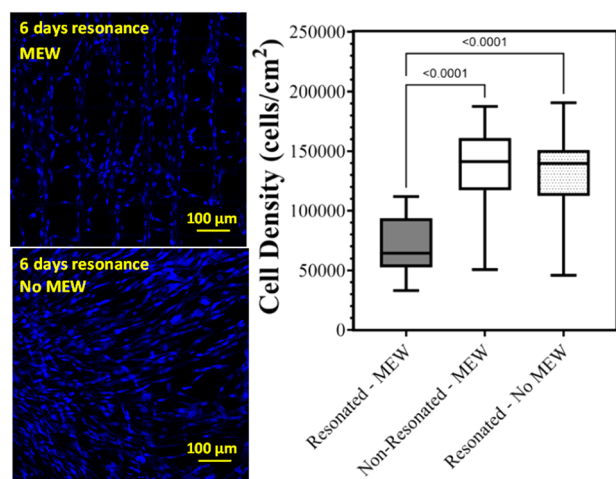 6 days resonance
MEW
100 µm
6 days resonance
No MEW
100 µm
Cell Density (cells/cm²)
250000
200000
150000
100000
50000
0
<0.0001
<0.0001
Resonated - MEW
Non-Resonated - MEW
Resonated - No MEW